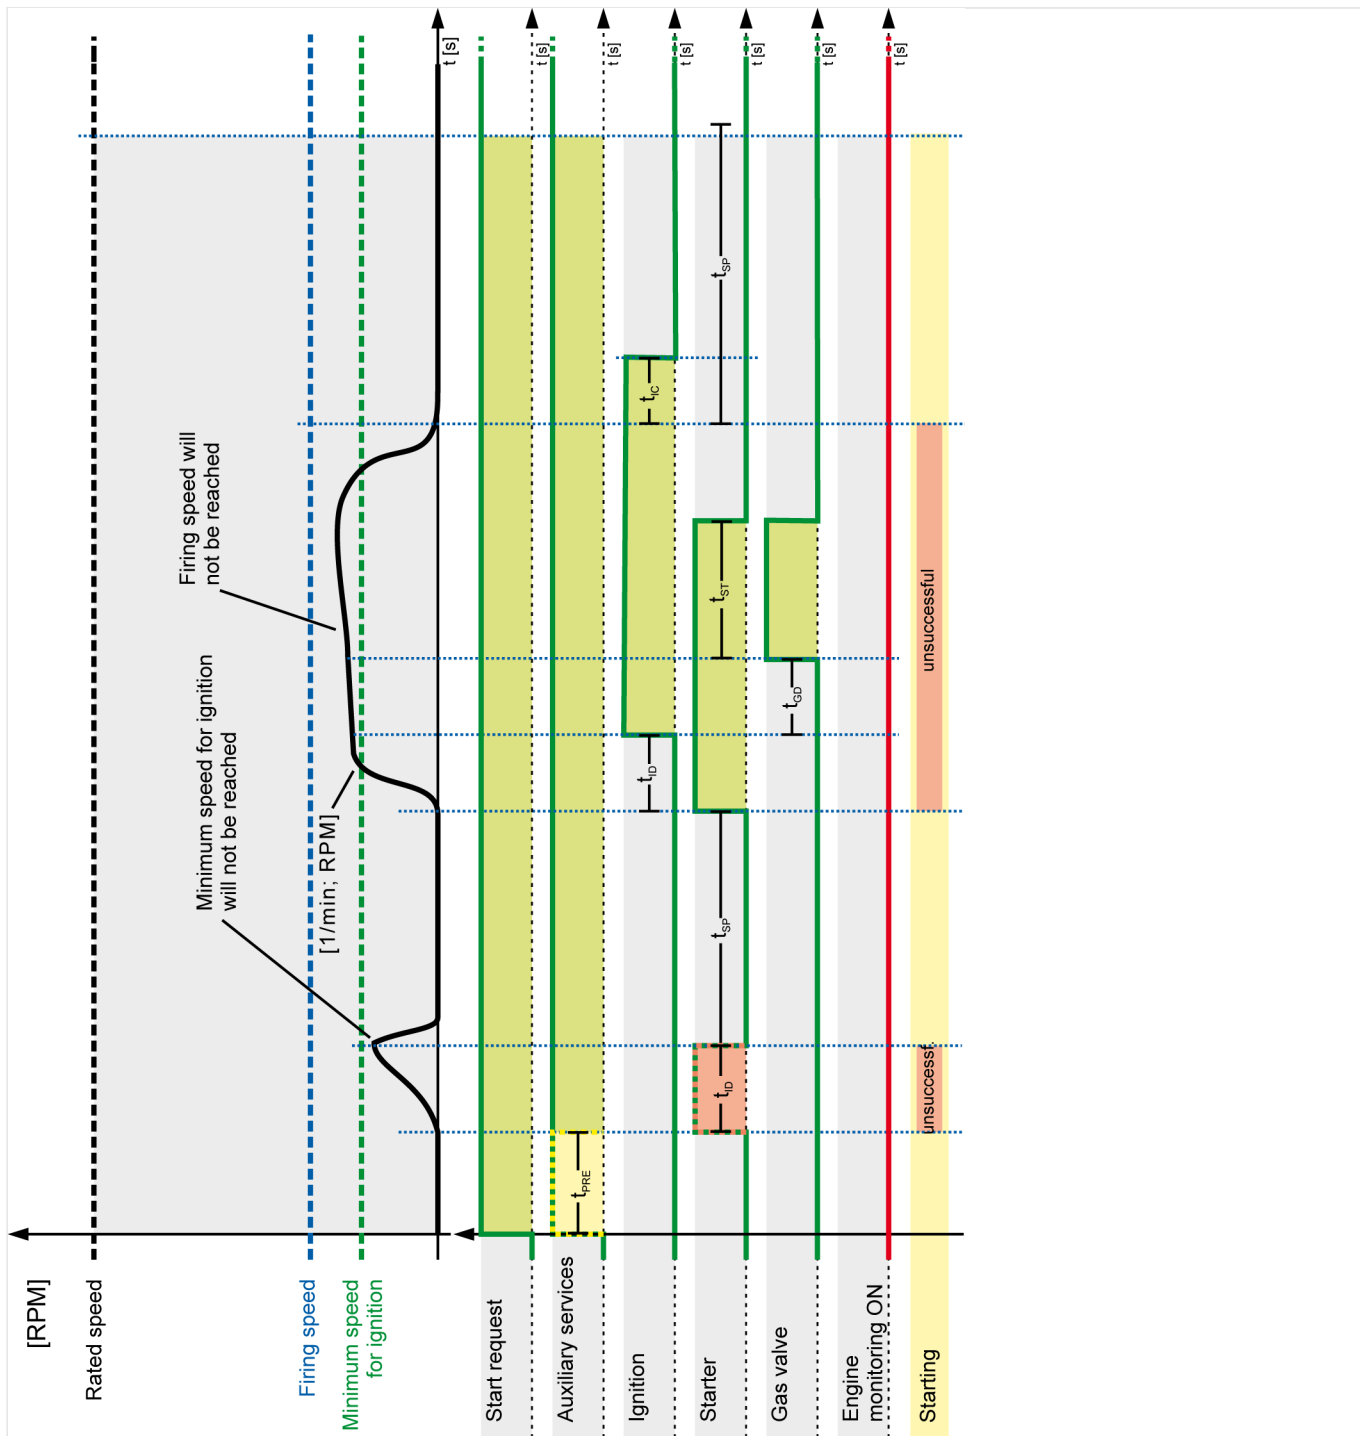 [RPM]
Rated speed
Firing speed
Minimum speed
for ignition
Minimum speed for ignition
will not be reached
[1/min; RPM]
Firing speed will
not be reached
t [s]
Start request
t [s]
Auxiliary services
tPRE
t [s]
Ignition
tID
tIC
t [s]
Starter
tID
tSP
tST
tSP
t [s]
Gas valve
tGD
t [s]
Engine
monitoring ON
t [s]
Starting
unsuccessf.
unsuccessful